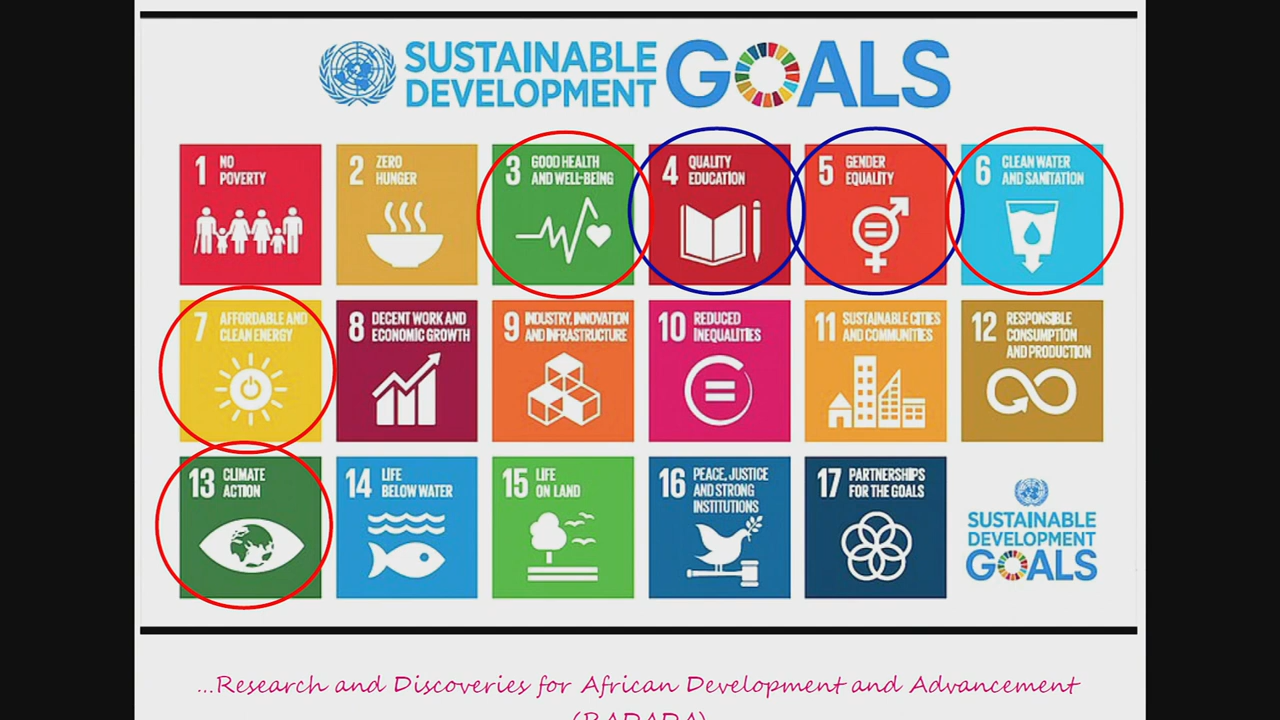 SUSTAINABLE
DEVELOPMENT
GOALS
1 NO
POVERTY
2 ZERO
HUNGER
3 GOOD HEALTH
AND WELL-BEING
4 QUALITY
EDUCATION
5 GENDER
EQUALITY
6 CLEAN WATER
AND SANITATION
7 AFFORDABLE AND
CLEAN ENERGY
8 DECENT WORK AND
ECONOMIC GROWTH
9 INDUSTRY, INNOVATION
AND INFRASTRUCTURE
10 REDUCED
INEQUALITIES
11 SUSTAINABLE CITIES
AND COMMUNITIES
12 RESPONSIBLE
CONSUMPTION
AND PRODUCTION
13 CLIMATE
ACTION
14 LIFE
BELOW WATER
15 LIFE
ON LAND
16 PEACE, JUSTICE
AND STRONG
INSTITUTIONS
17 PARTNERSHIPS
FOR THE GOALS
SUSTAINABLE
DEVELOPMENT
GOALS
...Research and Discoveries for African Development and Advancement